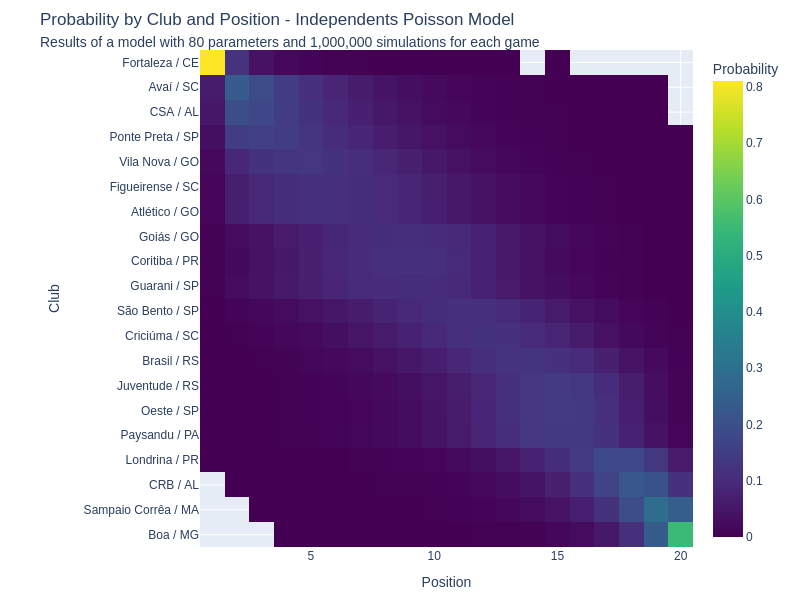 Probability by Club and Position - Independents Poisson Model
Results of a model with 80 parameters and 1,000,000 simulations for each game
Probability
Fortaleza / CE
Avaí / SC
CSA / AL
Ponte Preta / SP
Vila Nova / GO
Figueirense / SC
Atlético / GO
Goiás / GO
Coritiba / PR
Guarani / SP
São Bento / SP
Criciúma / SC
Brasil / RS
Juventude / RS
Oeste / SP
Paysandu / PA
Londrina / PR
CRB / AL
Sampaio Corrêa / MA
Boa / MG
Club
5
10
15
20
Position
0.8
0.7
0.6
0.5
0.4
0.3
0.2
0.1
0